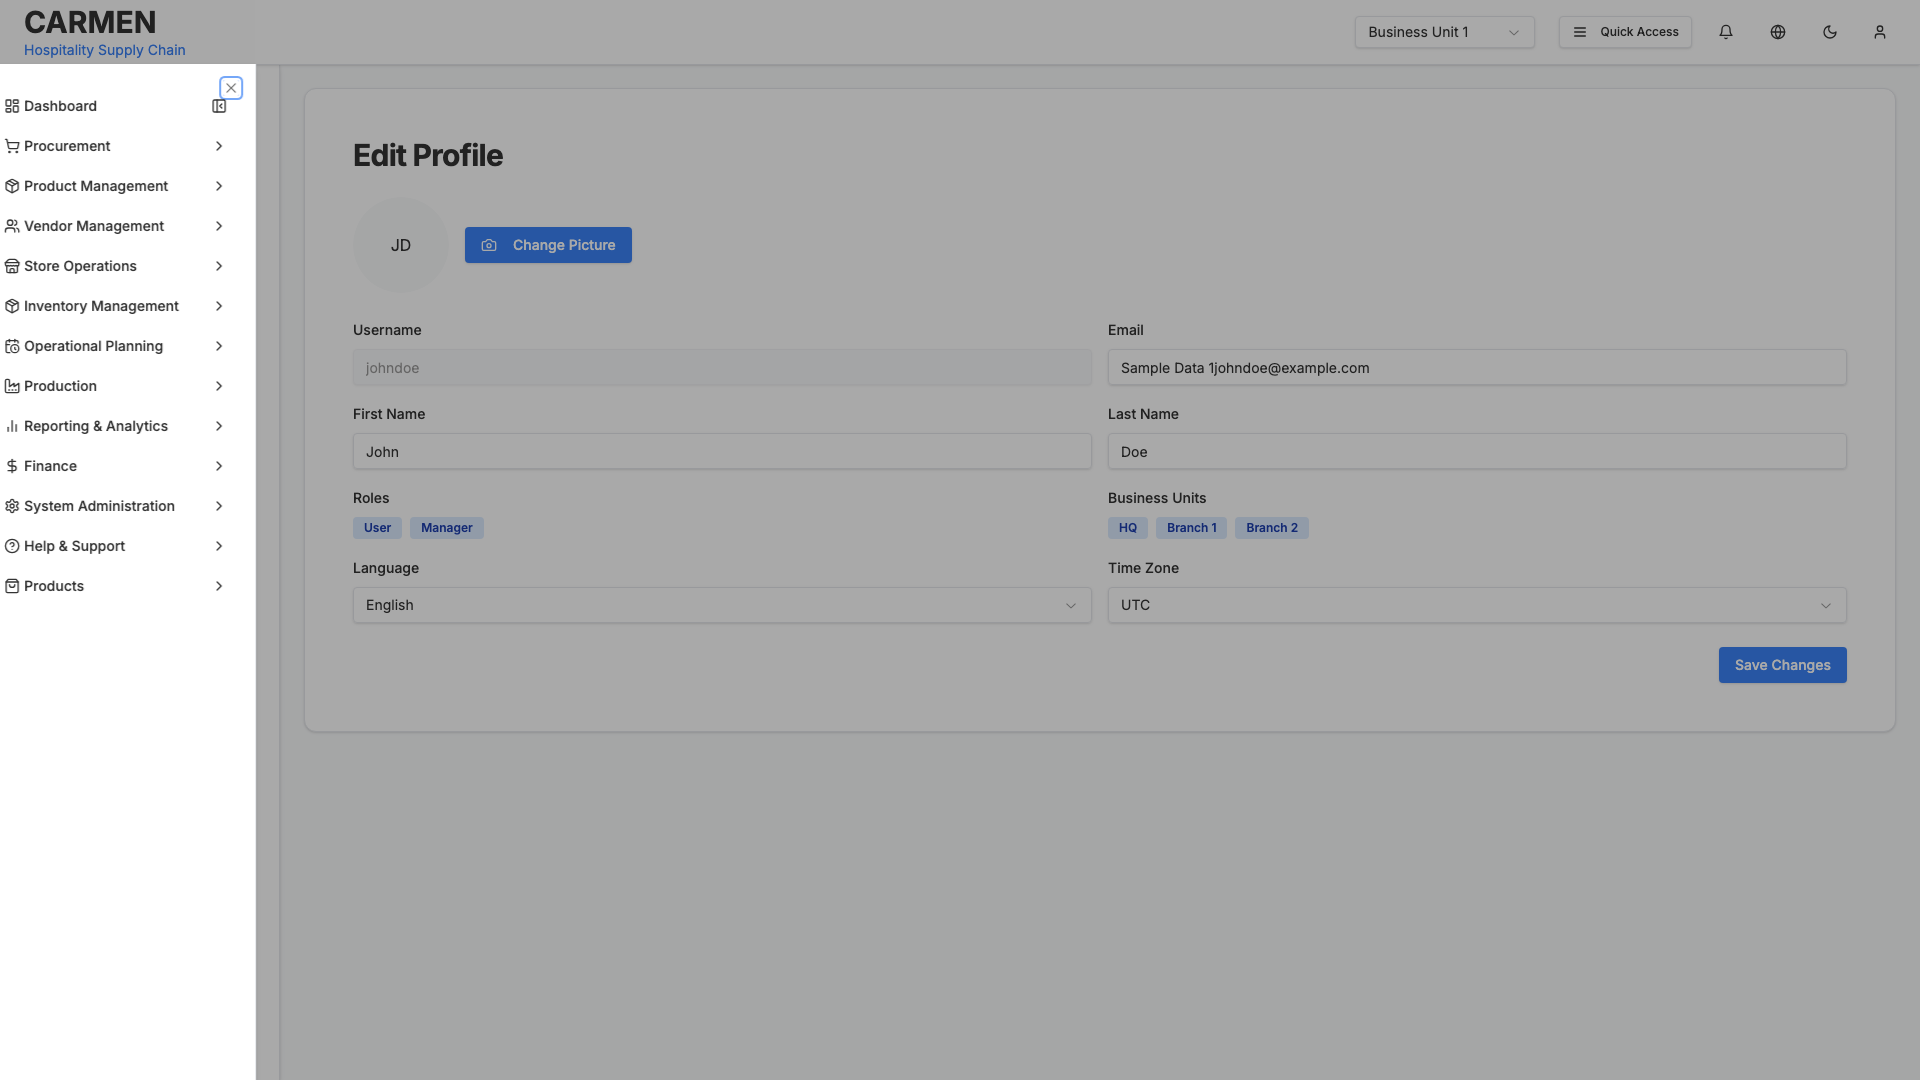 CARMEN
Hospitality Supply Chain
Business Unit 1
Quick Access
Dashboard
Procurement
Product Management
Vendor Management
Store Operations
Inventory Management
Operational Planning
Production
Reporting & Analytics
Finance
System Administration
Help & Support
Products
Edit Profile
JD
Change Picture
Username
johndoe
Email
Sample Data 1johndoe@example.com
First Name
John
Last Name
Doe
Roles
User Manager
Business Units
HQ Branch 1 Branch 2
Language
English
Time Zone
UTC
Save Changes